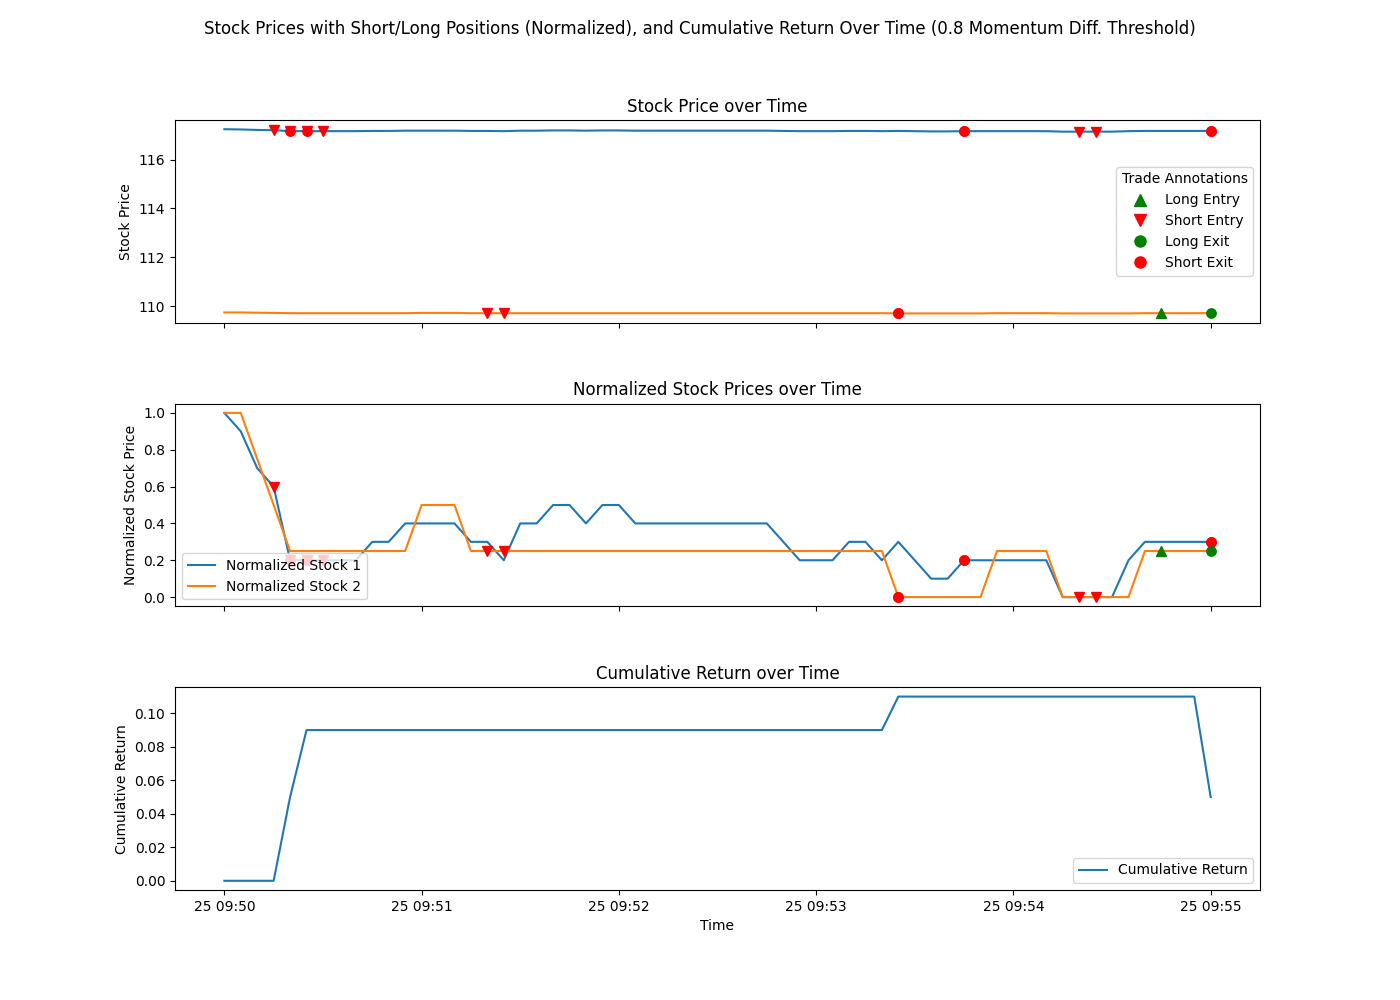 Stock Prices with Short/Long Positions (Normalized), and Cumulative Return Over Time (0.8 Momentum Diff. Threshold)
Stock Price over Time
Stock Price
116
114
112
110
Trade Annotations
Long Entry
Short Entry
Long Exit
Short Exit
Normalized Stock Prices over Time
Normalized Stock Price
1.0
0.8
0.6
0.4
0.2
0.0
Normalized Stock 1
Normalized Stock 2
Cumulative Return over Time
Cumulative Return
0.10
0.08
0.06
0.04
0.02
0.00
Cumulative Return
25 09:50 25 09:51 25 09:52 25 09:53 25 09:54 25 09:55
Time